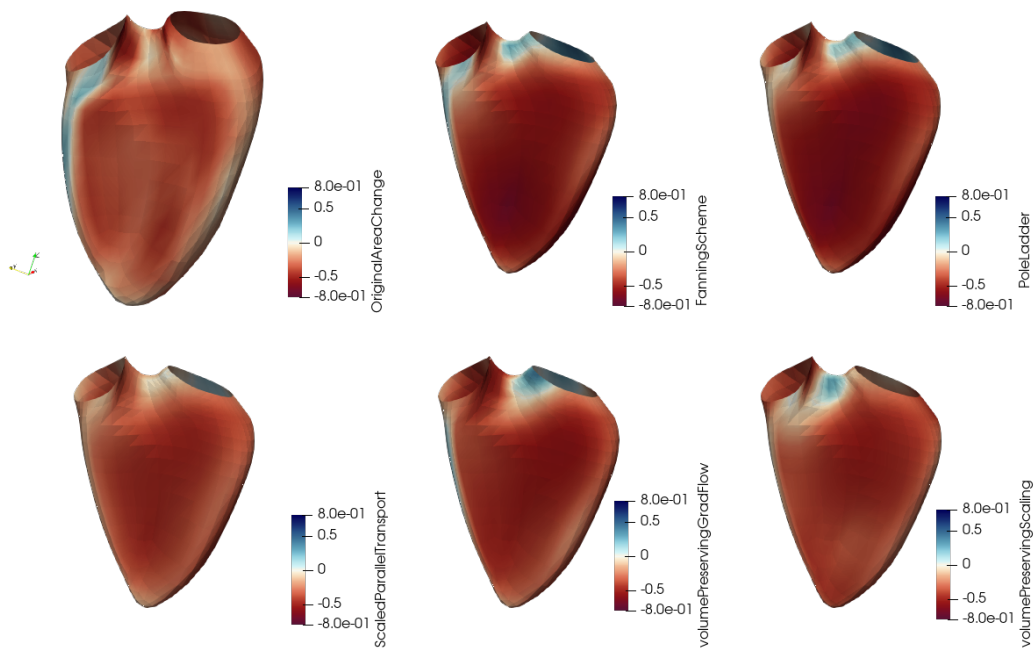 8.0e-01
0.5
0
-0.5
-8.0e-01
OriginalAreaChange
8.0e-01
0.5
0
-0.5
-8.0e-01
FanningScheme
8.0e-01
0.5
0
-0.5
-8.0e-01
PoleLadder
8.0e-01
0.5
0
-0.5
-8.0e-01
ScaledParallelTransport
8.0e-01
0.5
0
-0.5
-8.0e-01
volumePreservingGradFlow
8.0e-01
0.5
0
-0.5
-8.0e-01
volumePreservingScaling